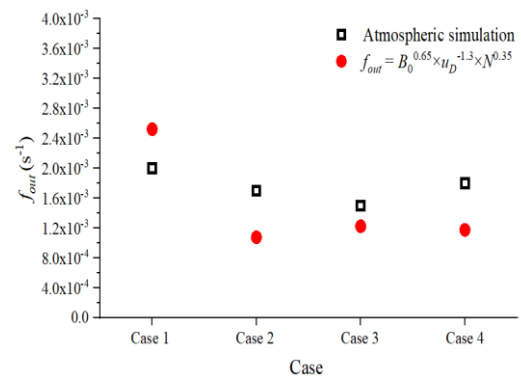 4.0x10⁻³
3.6x10⁻³
3.2x10⁻³
2.8x10⁻³
2.4x10⁻³
2.0x10⁻³
1.6x10⁻³
1.2x10⁻³
8.0x10⁻⁴
4.0x10⁻⁴
0.0
f_out (s⁻¹)
Atmospheric simulation
f_out = B₀^0.65×u_D^-1.3×N^0.35
Case 1 Case 2 Case 3 Case 4
Case